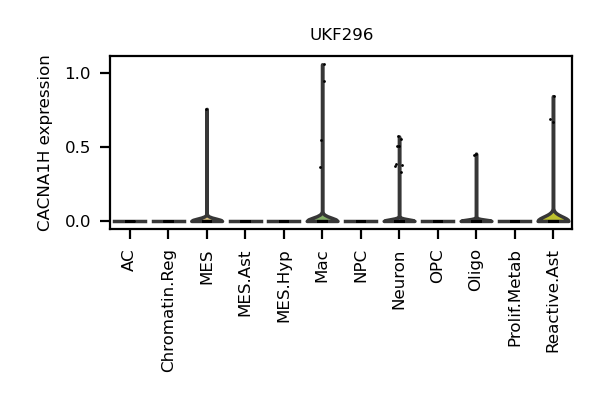 UKF296
CACNA1H expression
1.0
0.5
0.0
AC
Chromatin.Reg
MES
MES.Ast
MES.Hyp
Mac
NPC
Neuron
OPC
Oligo
Prolif.Metab
Reactive.Ast